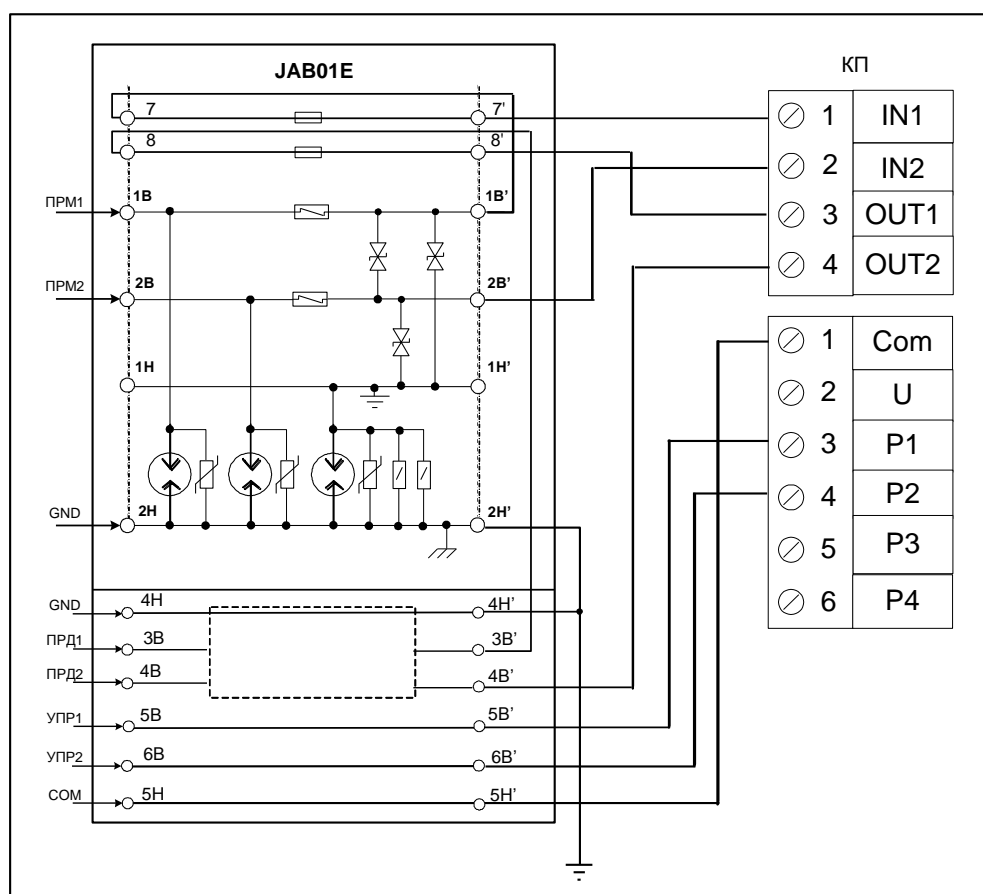 JAB01E
КП
7 7'
8 8'
ПРМ1 1В 1В’
ПРМ2 2В 2В’
1Н 1Н’
GND 2Н 2Н’
GND 4Н 4Н’
ПРД1 3В 3В’
ПРД2 4В 4В’
УПР1 5В 5В’
УПР2 6В 6В’
COM 5Н 5Н’
1 IN1
2 IN2
3 OUT1
4 OUT2
1 Com
2 U
3 P1
4 P2
5 P3
6 P4